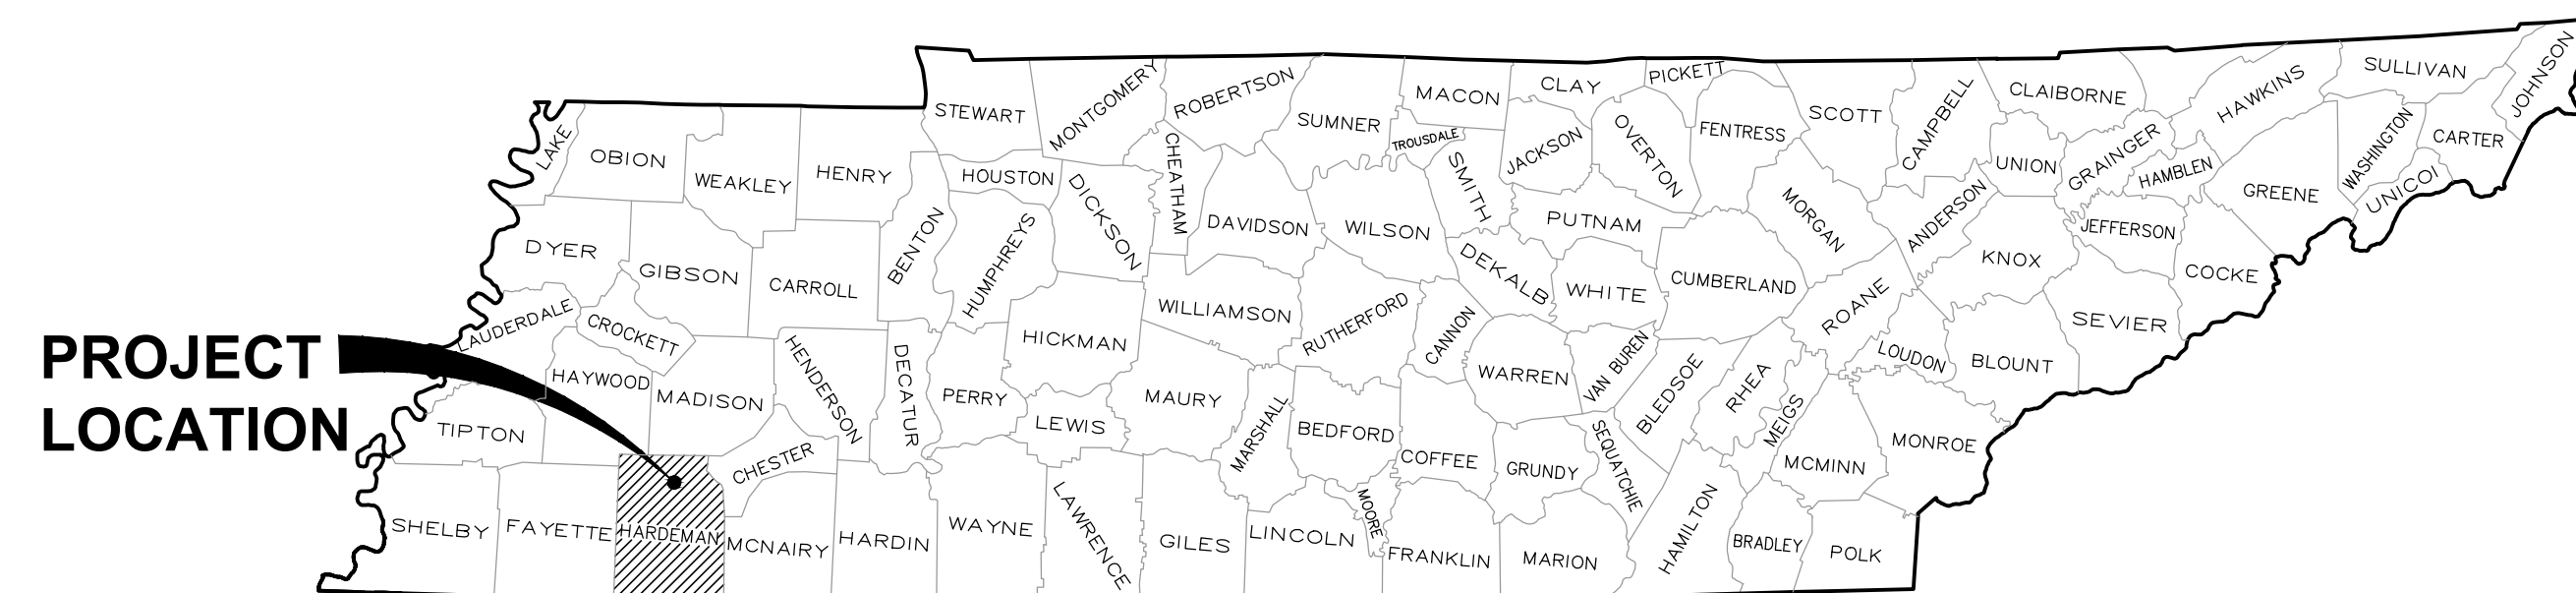 PROJECT
LOCATION
LAKE
OBION
WEAKLEY
HENRY
STEWART
MONTGOMERY
ROBERTSON
SUMNER
MACON
TROUSDALE
CLAY
PICKETT
JACKSON
OVERTON
FENTRESS
SCOTT
CAMPBELL
CLAIBORNE
UNION
GRAINGER
HAMBLEN
HAWKINS
SULLIVAN
JOHNSON
WASHINGTON
CARTER
UNICOI
GREENE
DYER
GIBSON
CARROLL
BENTON
HOUSTON
HUMPHREYS
DICKSON
CHEATHAM
DAVIDSON
WILSON
SMITH
DEKALB
PUTNAM
WHITE
CUMBERLAND
MORGAN
ANDERSON
KNOX
JEFFERSON
COCKE
SEVIER
LAUDERDALE
CROCKETT
HAYWOOD
MADISON
HENDERSON
DECATUR
PERRY
HICKMAN
LEWIS
WILLIAMSON
MAURY
MARSHALL
RUTHERFORD
BEDFORD
CANNON
COFFEE
WARREN
VAN BUREN
BLEDSOE
RHEA
MEIGS
ROANE
LOUDON
BLOUNT
MONROE
MCMINN
TIPTON
CHESTER
SHELBY
FAYETTE
HARDEMAN
MCNAIRY
HARDIN
WAYNE
LAWRENCE
GILES
LINCOLN
MOORE
FRANKLIN
GRUNDY
SEQUATCHIE
MARION
HAMILTON
BRADLEY
POLK